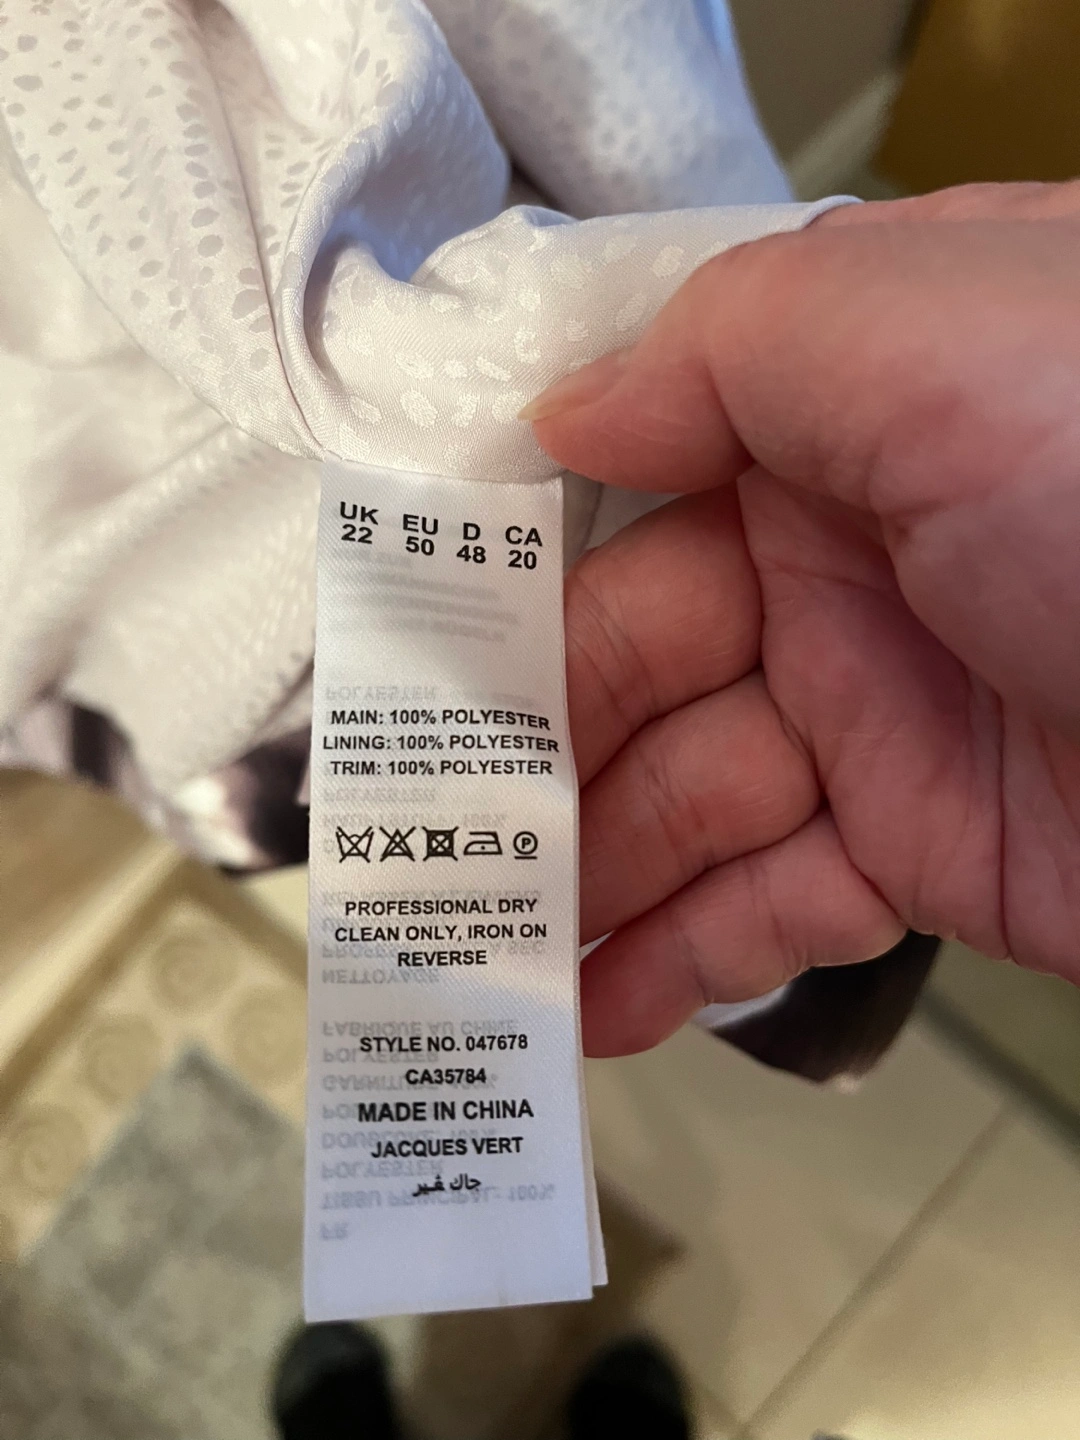 UK EU D CA
22 50 48 20
MAIN: 100% POLYESTER
LINING: 100% POLYESTER
TRIM: 100% POLYESTER
P
PROFESSIONAL DRY
CLEAN ONLY, IRON ON
REVERSE
STYLE NO. 047678
CA35784
MADE IN CHINA
JACQUES VERT
جاك ڤير